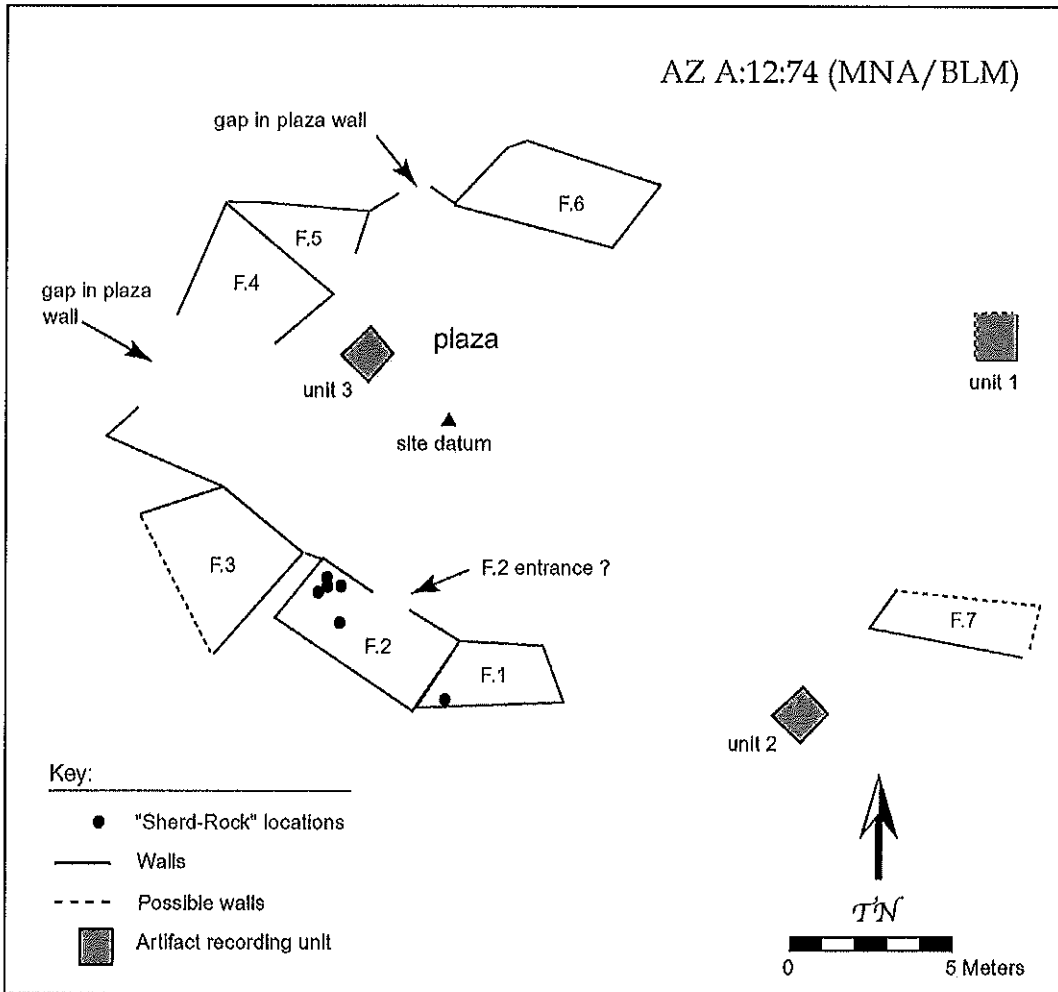 AZ A:12:74 (MNA/BLM)
gap in plaza wall
F.6
F.5
F.4
gap in plaza
wall
plaza
unit 3
unit 1
site datum
F.3
F.2 entrance ?
F.7
F.2
F.1
unit 2
Key:
"Sherd-Rock" locations
Walls
Possible walls
Artifact recording unit
T'N
0 5 Meters